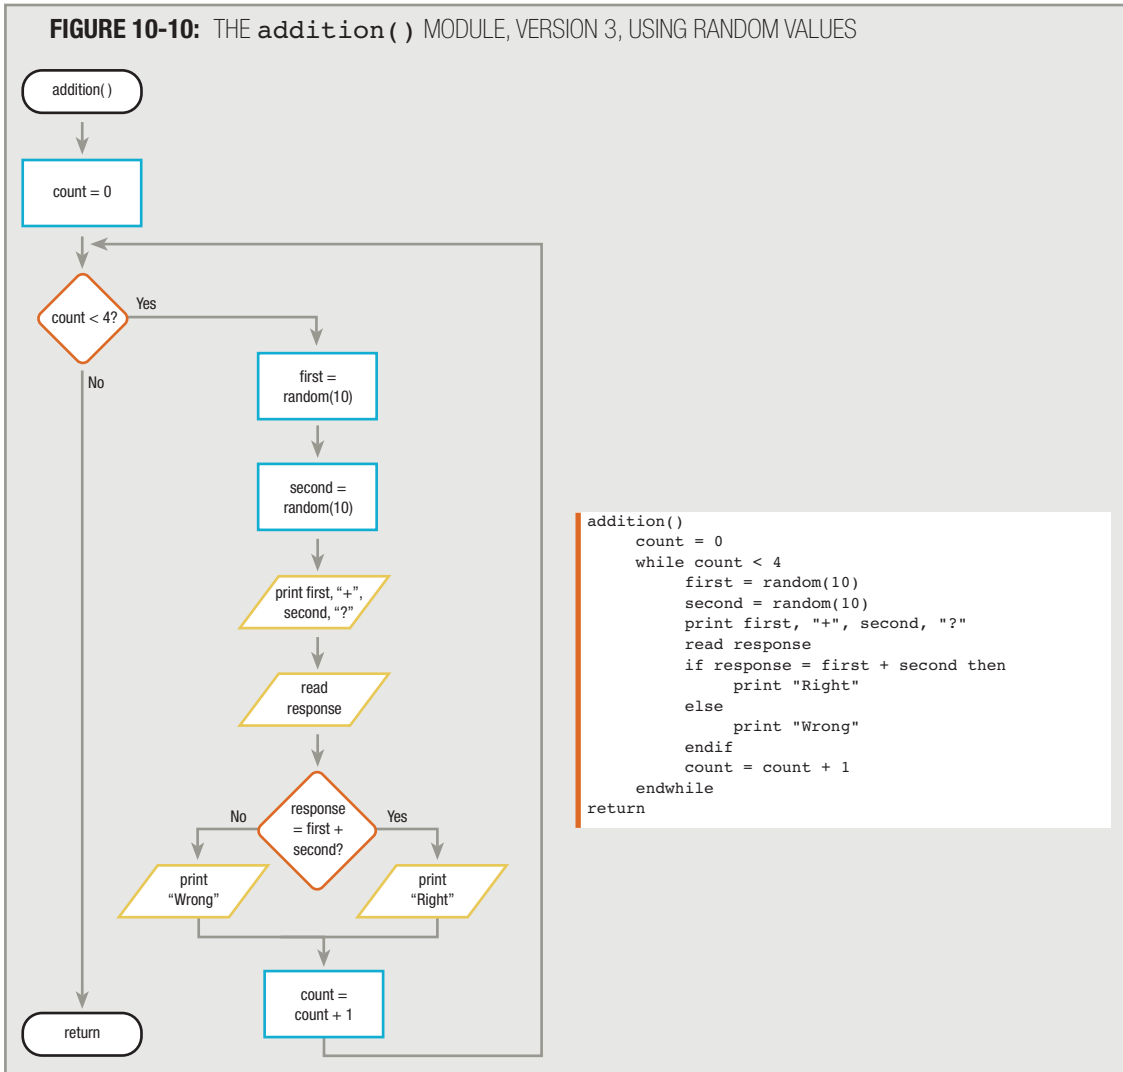 FIGURE 10-10: THE addition() MODULE, VERSION 3, USING RANDOM VALUES
addition( )
count = 0
count < 4?
Yes
No
first =
random(10)
second =
random(10)
print first, “+”,
second, “?”
read
response
response
= first +
second?
No
Yes
print
“Wrong”
print
“Right”
count =
count + 1
return
addition()
     count = 0
     while count < 4
          first = random(10)
          second = random(10)
          print first, "+", second, "?"
          read response
          if response = first + second then
               print "Right"
          else
               print "Wrong"
          endif
          count = count + 1
     endwhile
return